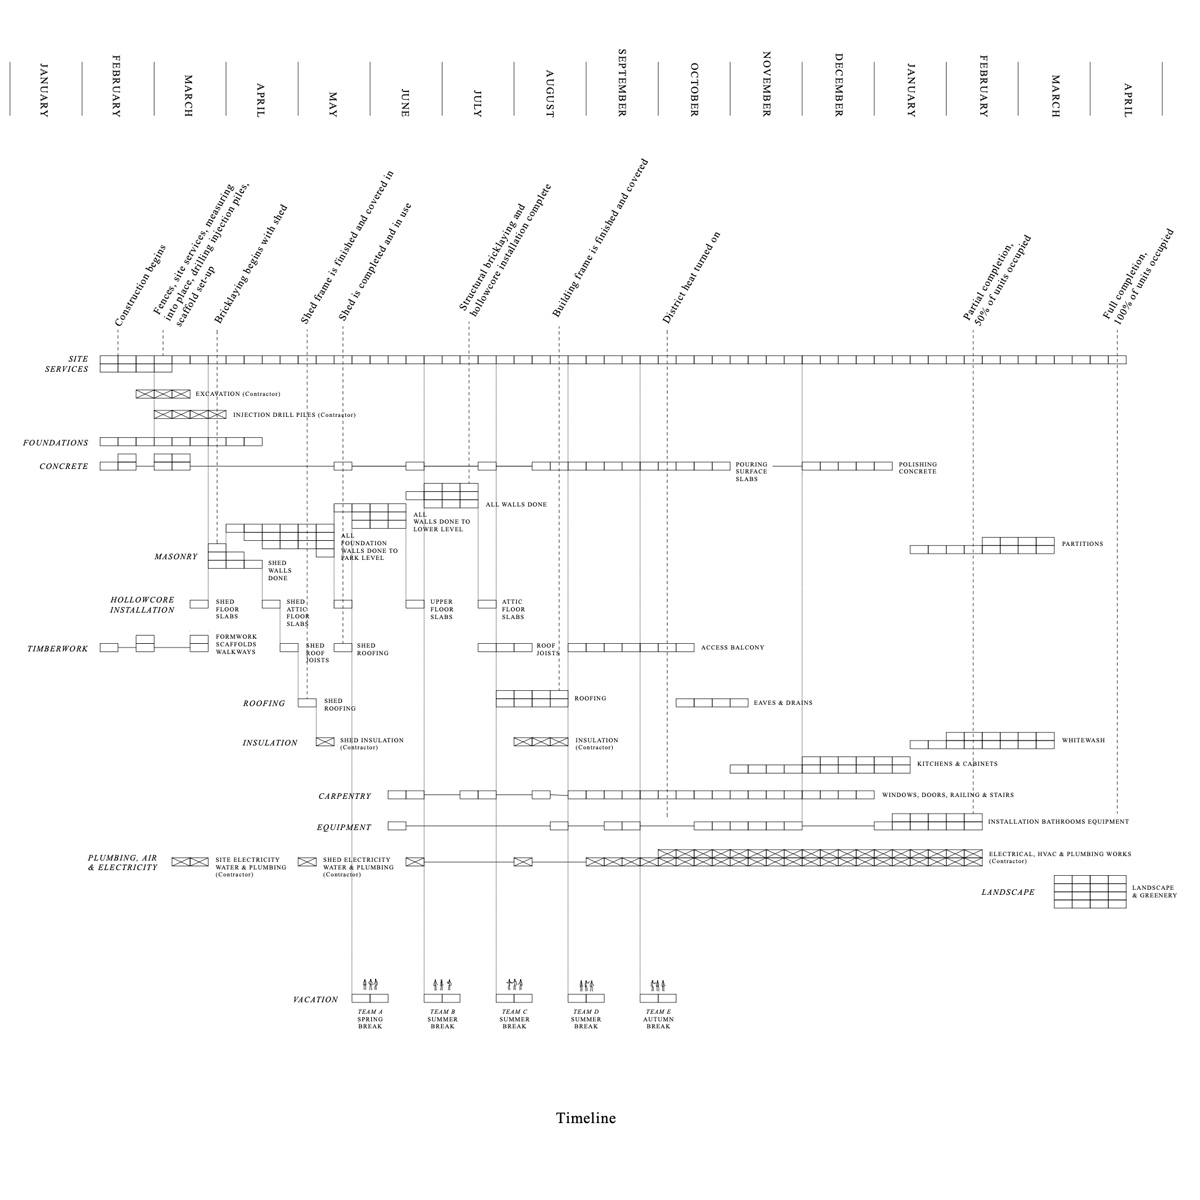 JANUARY
FEBRUARY
MARCH
APRIL
MAY
JUNE
JULY
AUGUST
SEPTEMBER
OCTOBER
NOVEMBER
DECEMBER
JANUARY
FEBRUARY
MARCH
APRIL
Construction begins
Fences, site services, measuring
into place, drilling injection piles,
scaffold set-up
Bricklaying begins with shed
Shed frame is finished and covered in
Shed is completed and in use
Structural bricklaying and
hollowcore installation complete
Building frame is finished and covered
District heat turned on
Partial completion,
50% of units occupied
Full completion,
100% of units occupied
SITE
SERVICES
EXCAVATION (Contractor)
INJECTION DRILL PILES (Contractor)
FOUNDATIONS
CONCRETE
POURING
SURFACE
SLABS
POLISHING
CONCRETE
MASONRY
SHED
WALLS
DONE
ALL
FOUNDATION
WALLS DONE TO
PARK LEVEL
ALL
WALLS DONE TO
LOWER LEVEL
ALL WALLS DONE
PARTITIONS
HOLLOWCORE
INSTALLATION
SHED
FLOOR
SLABS
SHED
ATTIC
FLOOR
SLABS
UPPER
FLOOR
SLABS
ATTIC
FLOOR
SLABS
TIMBERWORK
FORMWORK
SCAFFOLDS
WALKWAYS
SHED
ROOF
JOISTS
SHED
ROOFING
ROOF
JOISTS
ACCESS BALCONY
ROOFING
SHED
ROOFING
ROOFING
EAVES & DRAINS
INSULATION
SHED INSULATION
(Contractor)
INSULATION
(Contractor)
WHITEWASH
KITCHENS & CABINETS
CARPENTRY
WINDOWS, DOORS, RAILING & STAIRS
EQUIPMENT
INSTALLATION BATHROOMS EQUIPMENT
PLUMBING, AIR
& ELECTRICITY
SITE ELECTRICITY
WATER & PLUMBING
(Contractor)
SHED ELECTRICITY
WATER & PLUMBING
(Contractor)
ELECTRICAL, HVAC & PLUMBING WORKS
(Contractor)
LANDSCAPE
LANDSCAPE
& GREENERY
VACATION
TEAM A
SPRING
BREAK
TEAM B
SUMMER
BREAK
TEAM C
SUMMER
BREAK
TEAM D
SUMMER
BREAK
TEAM E
AUTUMN
BREAK
Timeline